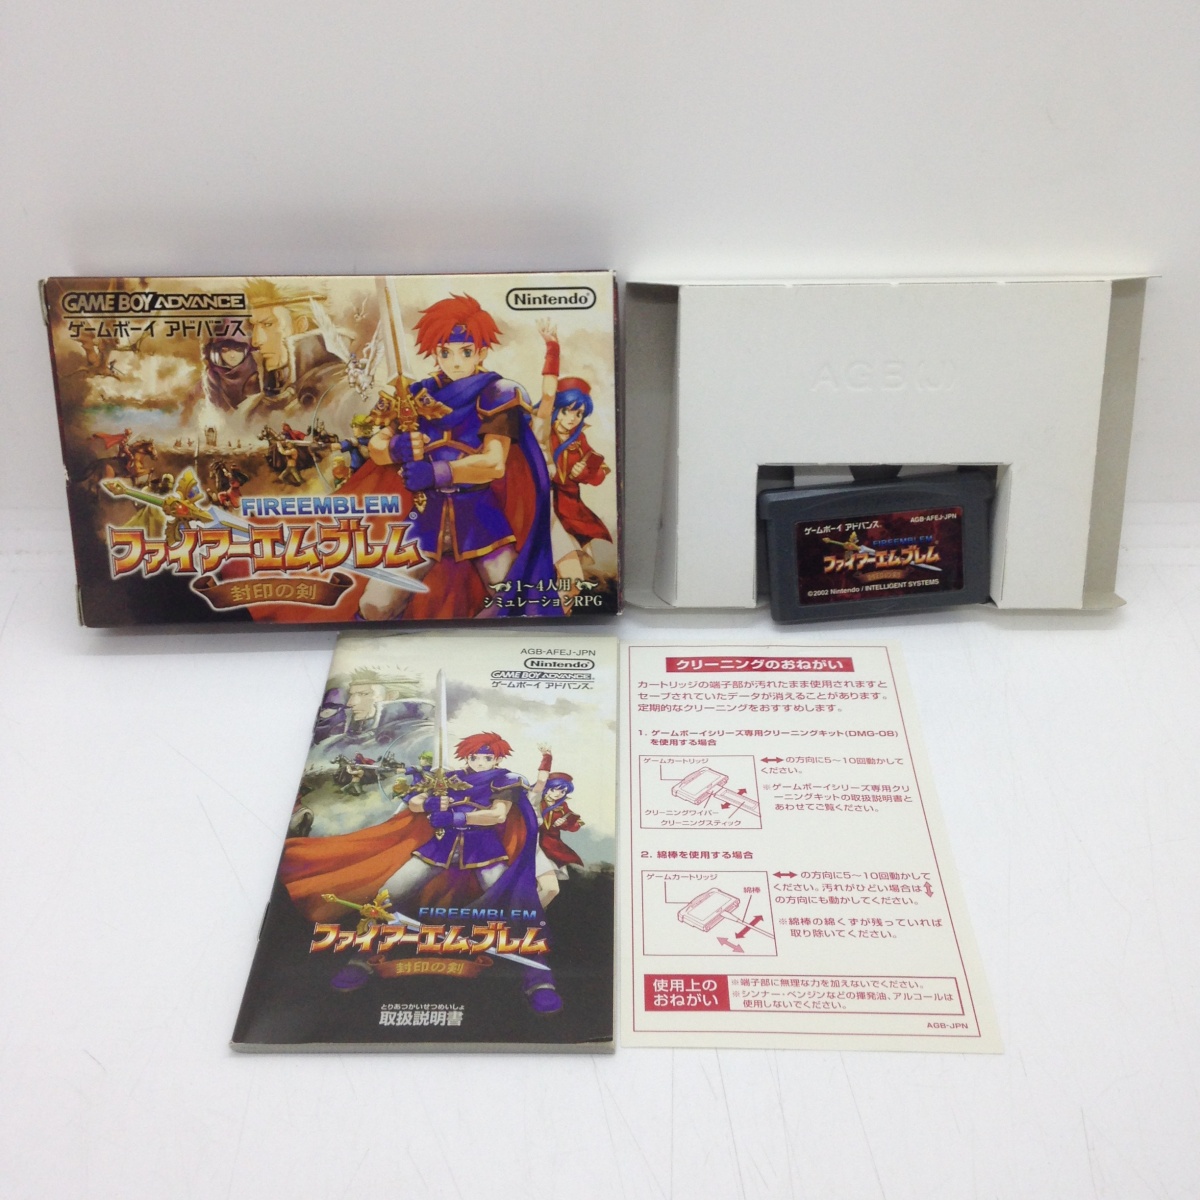 GAME BOY ADVANCE
ゲームボーイ アドバンス
Nintendo®
FIREEMBLEM
ファイアーエムブレム®
封印の剣
1～4人用
シミュレーションRPG
AGB
ゲームボーイ アドバンス
AGB-AFEJ-JPN
FIREEMBLEM
ファイアーエムブレム
封印の剣
©2002 Nintendo / INTELLIGENT SYSTEMS
AGB-AFEJ-JPN
Nintendo®
GAME BOY ADVANCE
ゲームボーイ アドバンス
FIREEMBLEM
ファイアーエムブレム
封印の剣
とりあつかいせつめいしょ
取扱説明書
クリーニングのおねがい
カートリッジの端子部が汚れたまま使用されますと
セーブされていたデータが消えることがあります。
定期的なクリーニングをおすすめします。
1. ゲームボーイシリーズ専用クリーニングキット(DMG-08)
を使用する場合
ゲームカートリッジ
クリーニングワイパー
クリーニングスティック
の方向に5～10回動かして
ください。
※ゲームボーイシリーズ専用クリ
ーニングキットの取扱説明書と
あわせてご覧ください。
2. 綿棒を使用する場合
ゲームカートリッジ
綿棒
の方向に5～10回動かして
ください。汚れがひどい場合は
の方向にも動かしてください。
※綿棒の綿くずが残っていれば
取り除いてください。
使用上の
おねがい
※端子部に無理な力を加えないでください。
※シンナー・ベンジンなどの揮発油、アルコールは
使用しないでください。
AGB-JPN